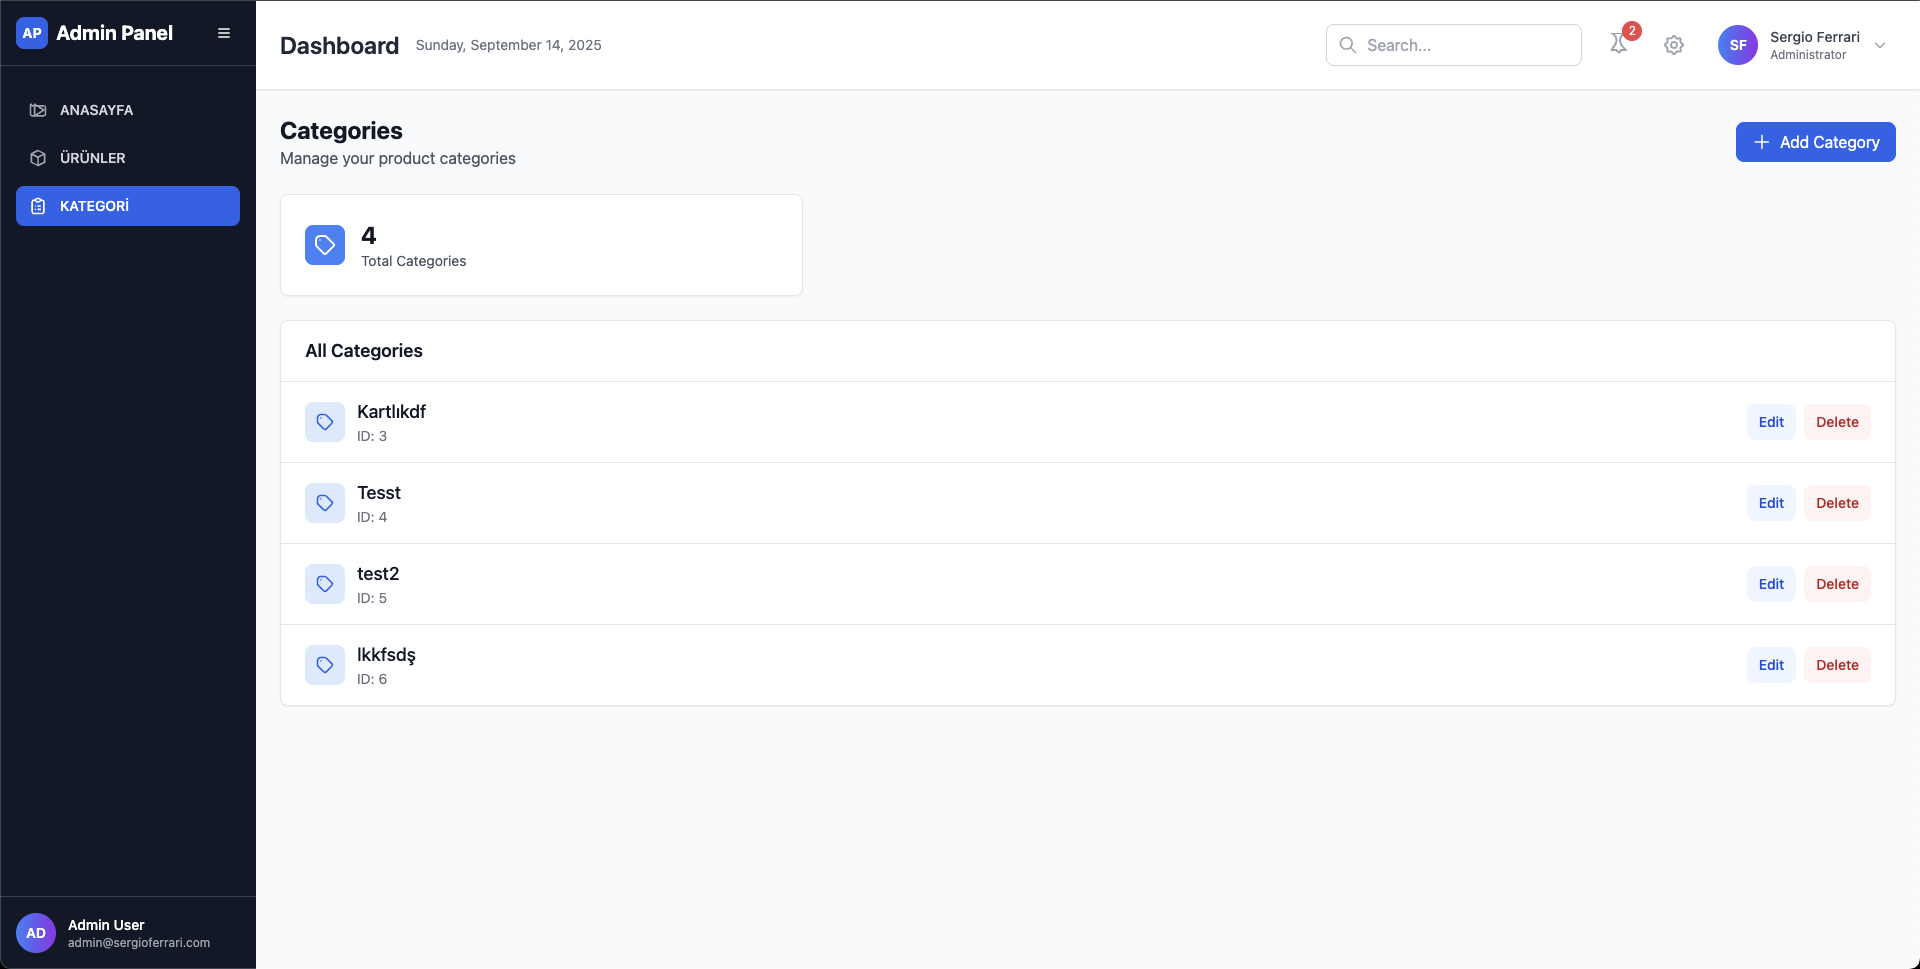 AP Admin Panel
ANASAYFA
ÜRÜNLER
KATEGORİ
Admin User
AD
admin@sergioferrari.com
Dashboard Sunday, September 14, 2025
Search...
2
SF
Sergio Ferrari
Administrator
Categories
Manage your product categories
Add Category
4
Total Categories
All Categories
Kartlıkdf
ID: 3
Edit Delete
Tesst
ID: 4
Edit Delete
test2
ID: 5
Edit Delete
lkkfsdş
ID: 6
Edit Delete